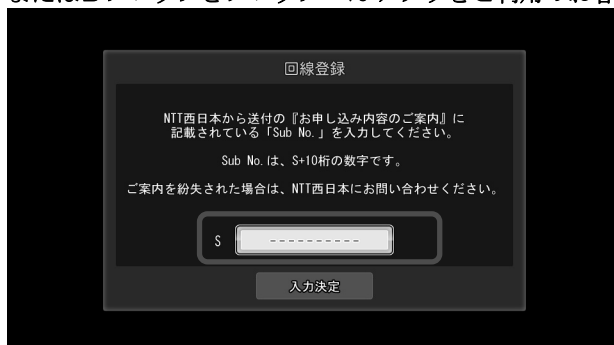 回線登録
NTT西日本から送付の『お申し込み内容のご案内』に
記載されている「Sub No.」を入力してください。
Sub No.は、S+10桁の数字です。
ご案内を紛失された場合は、NTT西日本にお問い合わせください。
S ----------
入力決定